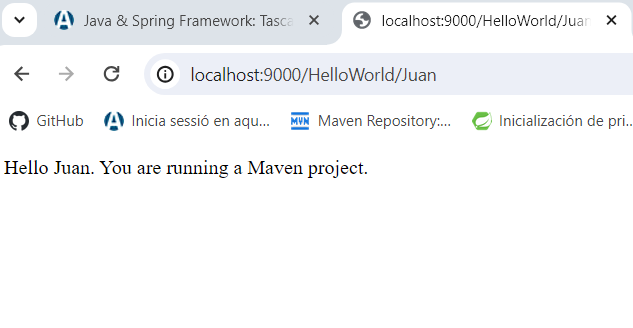 Java & Spring Framework: Tasca
localhost:9000/HelloWorld/Juan
localhost:9000/HelloWorld/Juan
GitHub
Inicia sessió en aqu...
MVN
Maven Repository:...
Inicialización de pri...
Hello Juan. You are running a Maven project.